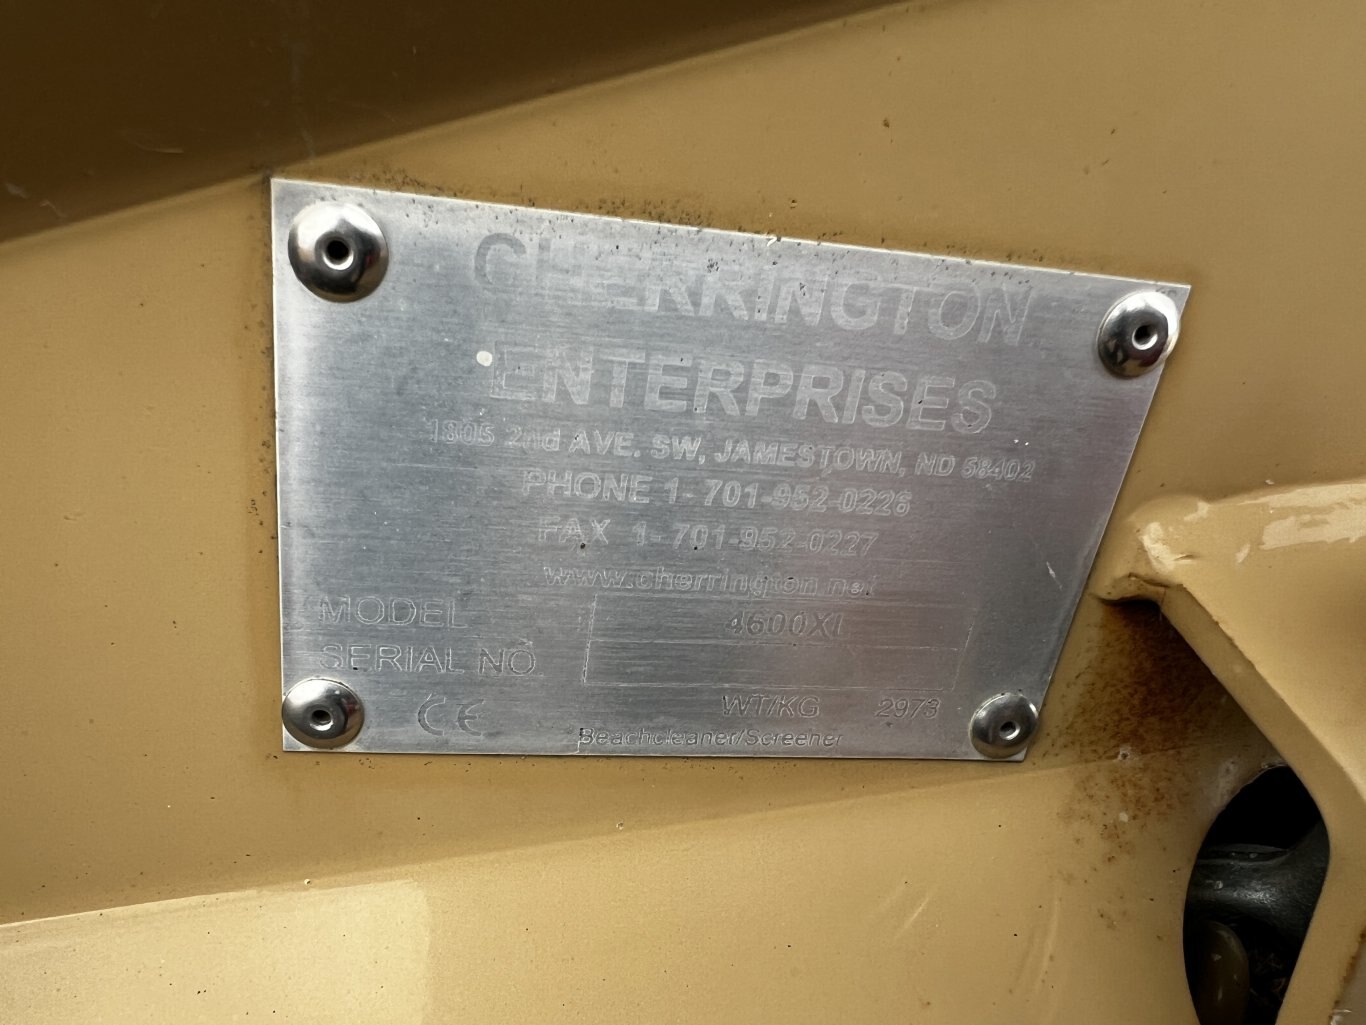 CHERRINGTON
ENTERPRISES
1805 2nd AVE. SW, JAMESTOWN, ND 58402
PHONE 1- 701-952-0226
FAX 1- 701-952-0227
www.cherrington.net
MODEL 4600XL
SERIAL NO.
CE WT/KG 2973
Beachcleaner/Screener